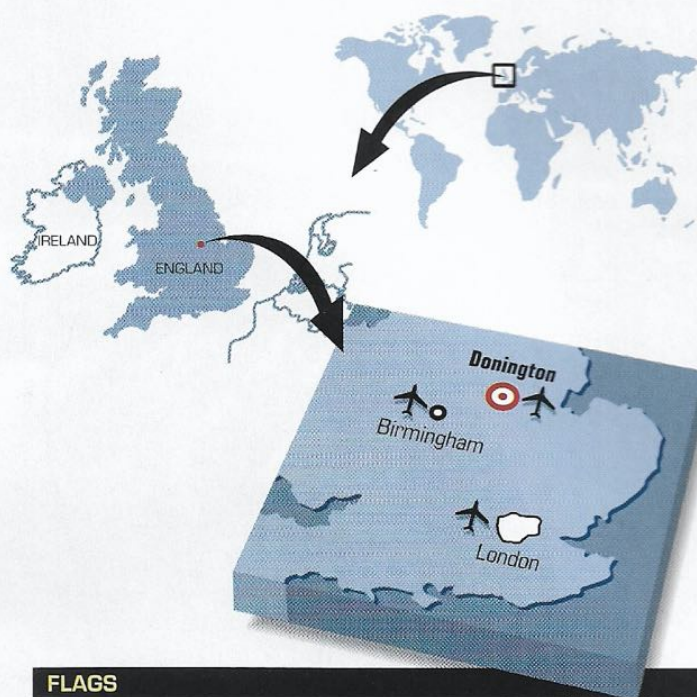 IRELAND
ENGLAND
Donington
Birmingham
London
FLAGS